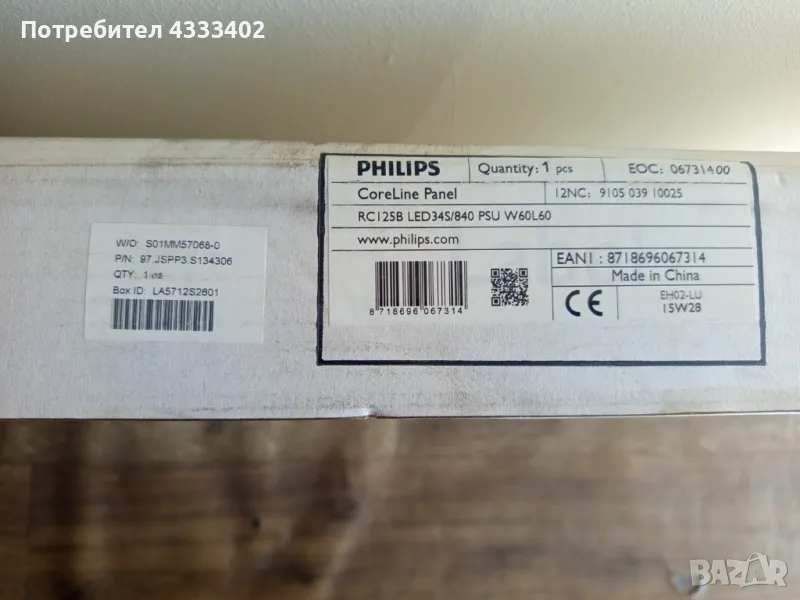 Потребител 4333402
PHILIPS Quantity: 1 pcs EOC: 06731400
CoreLine Panel 12NC: 9105 039 10025
RC125B LED34S/840 PSU W60L60
www.philips.com
EAN1: 8718696067314
Made in China
8 718696 067314
CE
EH02-LU
15W28
W/O: S01MM57068-0
P/N: 97.JSPP3.S134306
QTY: 1 ea
Box ID: LA5712S2601
BAZAR